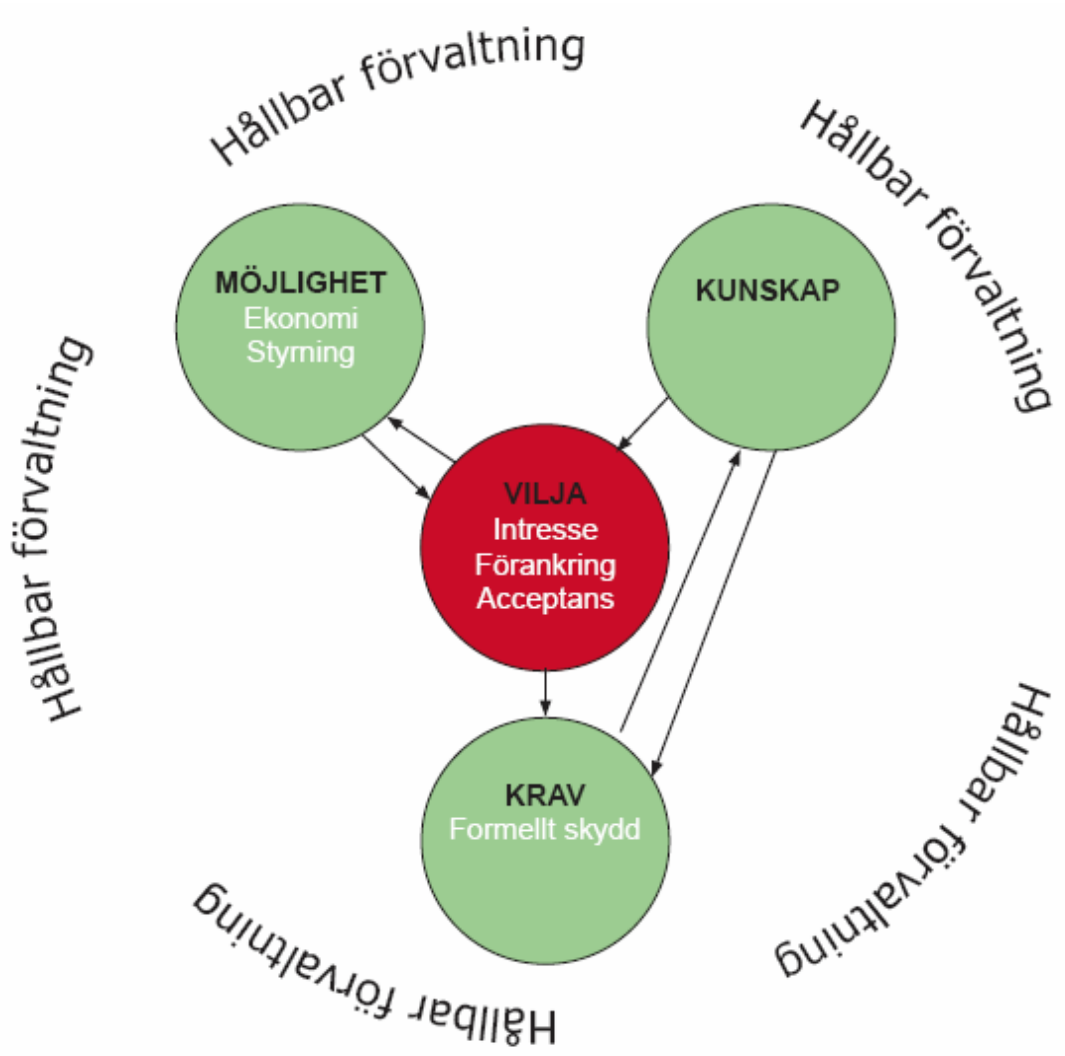 Hållbar förvaltning
Hållbar förvaltning
MÖJLIGHET
Ekonomi
Styrning
KUNSKAP
Hållbar förvaltning
VILJA
Intresse
Förankring
Acceptans
KRAV
Formellt skydd
Hållbar förvaltning
Hållbar förvaltning